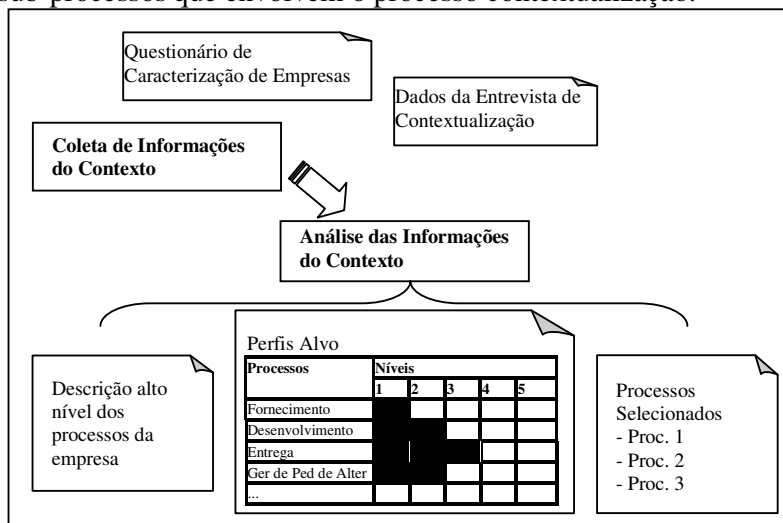 sub-processos que envolvem o processo contextualização.
Questionário de
Caracterização de Empresas
Dados da Entrevista de
Contextualização
Coleta de Informações
do Contexto
Análise das Informações
do Contexto
Descrição alto
nível dos
processos da
empresa
Perfis Alvo
Processos Níveis
1 2 3 4 5
Fornecimento
Desenvolvimento
Entrega
Ger de Ped de Alter
...
Processos
Selecionados
- Proc. 1
- Proc. 2
- Proc. 3